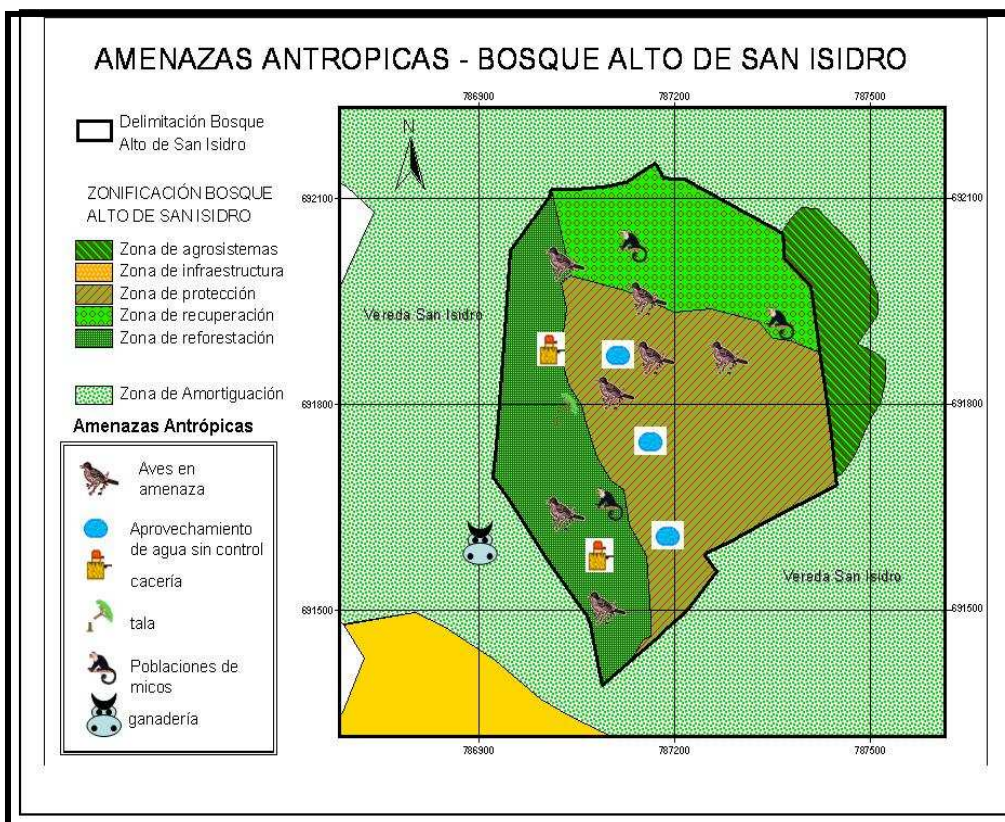 AMENAZAS ANTROPICAS - BOSQUE ALTO DE SAN ISIDRO
Delimitación Bosque
Alto de San Isidro
ZONIFICACIÓN BOSQUE
ALTO DE SAN ISIDRO
Zona de agrosistemas
Zona de infraestructura
Zona de protección
Zona de recuperación
Zona de reforestación
Zona de Amortiguación
Amenazas Antrópicas
Aves en
amenaza
Aprovechamiento
de agua sin control
cacería
tala
Poblaciones de
micos
ganadería
786900 787200 787500
N
692100 692100
Vereda San Isidro
691800 691800
Vereda San Isidro
691500 691500
786900 787200 787500